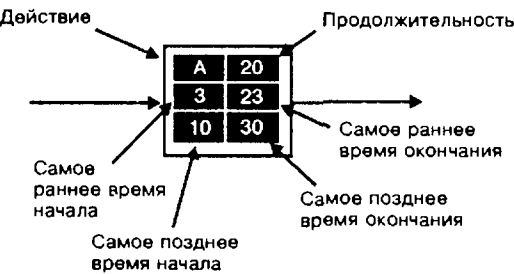 Действие
Продолжительность
A 20
3 23
10 30
Самое раннее
время окончания
Самое
раннее время
начала
Самое позднее
время окончания
Самое позднее
время начала